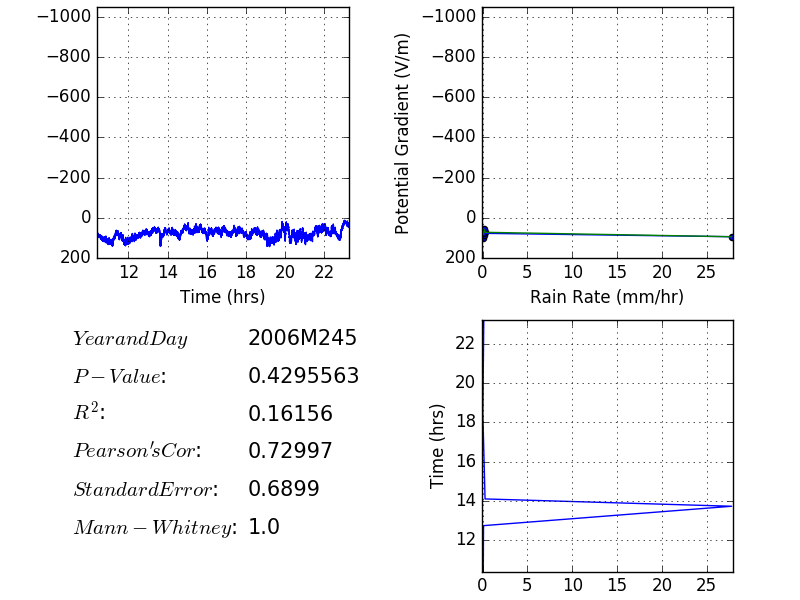 −1000
−800
−600
−400
−200
0
200
12 14 16 18 20 22
Time (hrs)
Potential Gradient (V/m)
−1000
−800
−600
−400
−200
0
200
0 5 10 15 20 25
Rain Rate (mm/hr)
YearandDay 2006M245
P−Value: 0.4295563
R²: 0.16156
Pearson'sCor: 0.72997
StandardError: 0.6899
Mann−Whitney: 1.0
Time (hrs)
22
20
18
16
14
12
0 5 10 15 20 25